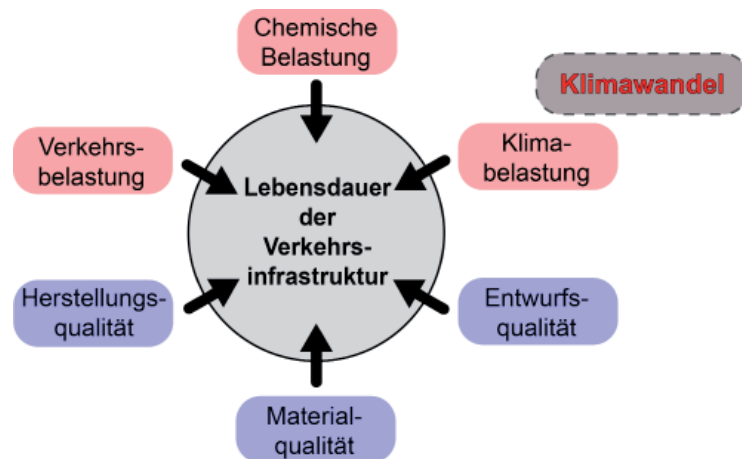 Chemische
Belastung
Klimawandel
Verkehrs-
belastung
Klima-
belastung
Lebensdauer
der
Verkehrs-
infrastruktur
Herstellungs-
qualität
Entwurfs-
qualität
Material-
qualität